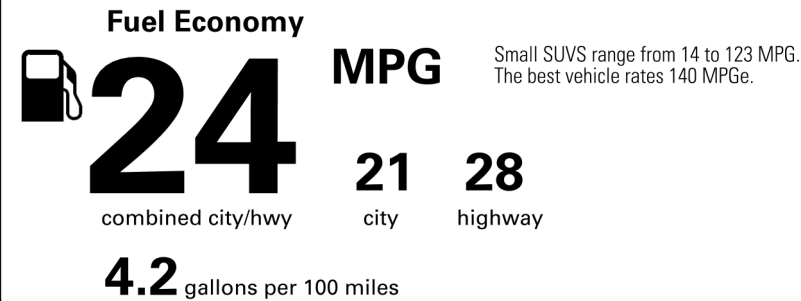 Fuel Economy
24 MPG
Small SUVS range from 14 to 123 MPG.
The best vehicle rates 140 MPGe.
combined city/hwy
21
city
28
highway
4.2 gallons per 100 miles